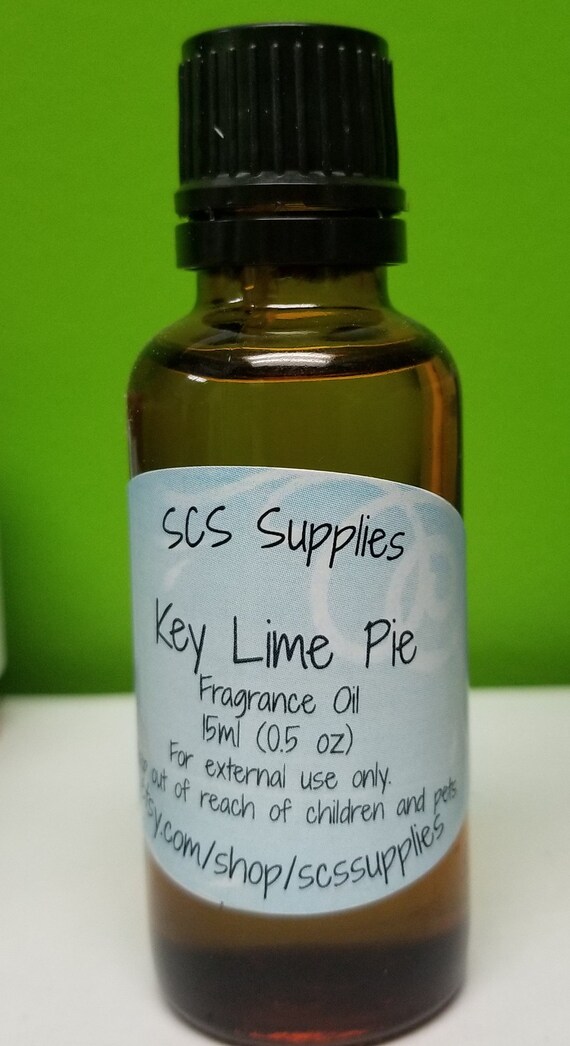 SCS Supplies
Key Lime Pie
Fragrance Oil
15ml (0.5 oz)
For external use only.
out of reach of children and pets
etsy.com/shop/scssupplies